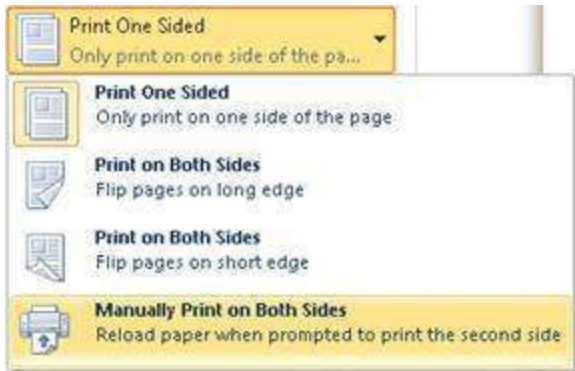 Print One Sided
Only print on one side of the pa...
Print One Sided
Only print on one side of the page
Print on Both Sides
Flip pages on long edge
Print on Both Sides
Flip pages on short edge
Manually Print on Both Sides
Reload paper when prompted to print the second side